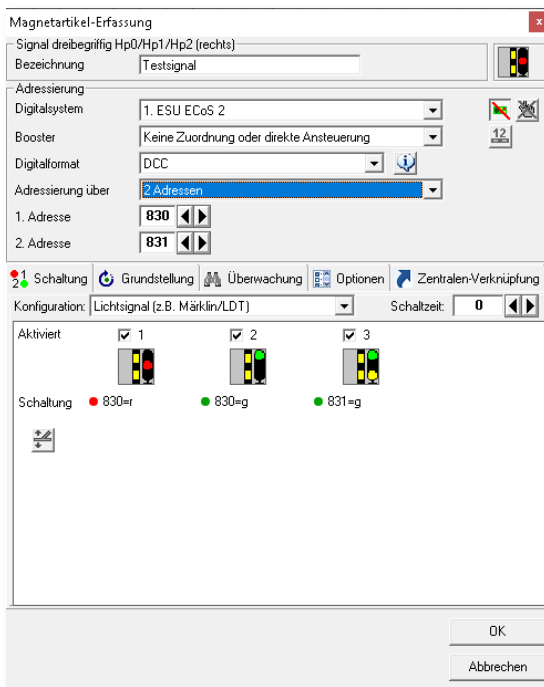 Magnetartikel-Erfassung x
Signal dreibegriffig Hp0/Hp1/Hp2 (rechts)
Bezeichnung Testsignal
Adressierung
Digitalsystem 1. ESU ECoS 2
Booster Keine Zuordnung oder direkte Ansteuerung 12
Digitalformat DCC i
Adressierung über 2 Adressen
1. Adresse 830
2. Adresse 831
1 2 Schaltung Grundstellung Überwachung Optionen Zentralen-Verknüpfung
Konfiguration: Lichtsignal (z.B. Märklin/LDT) Schaltzeit: 0
Aktiviert 1 2 3
Schaltung 830=r 830=g 831=g
OK
Abbrechen